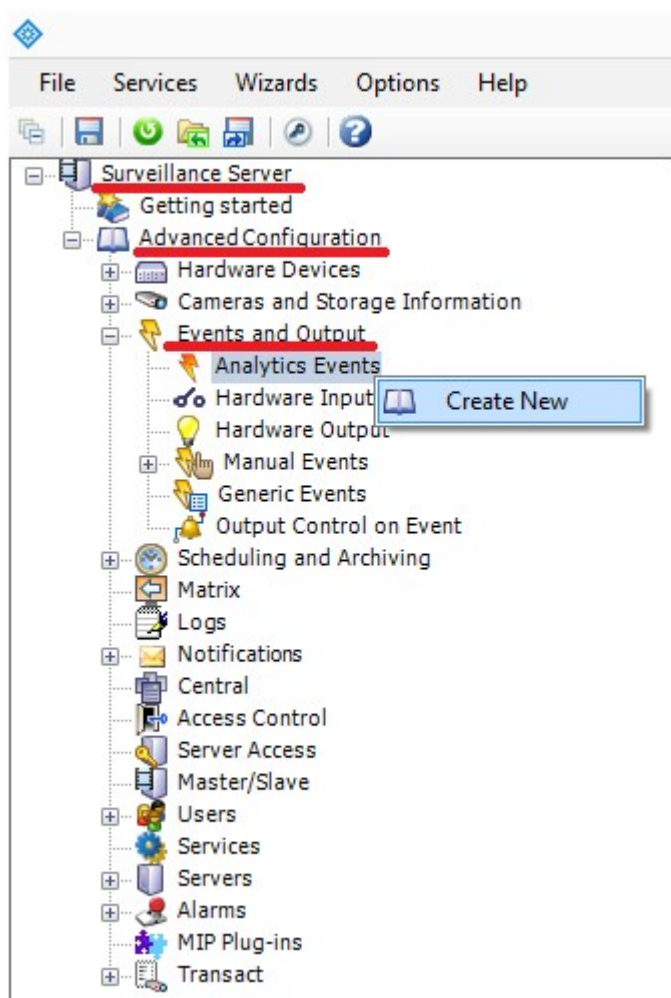 File Services Wizards Options Help
Surveillance Server
Getting started
Advanced Configuration
Hardware Devices
Cameras and Storage Information
Events and Output
Analytics Events
Hardware Input
Create New
Hardware Output
Manual Events
Generic Events
Output Control on Event
Scheduling and Archiving
Matrix
Logs
Notifications
Central
Access Control
Server Access
Master/Slave
Users
Services
Servers
Alarms
MIP Plug-ins
Transact